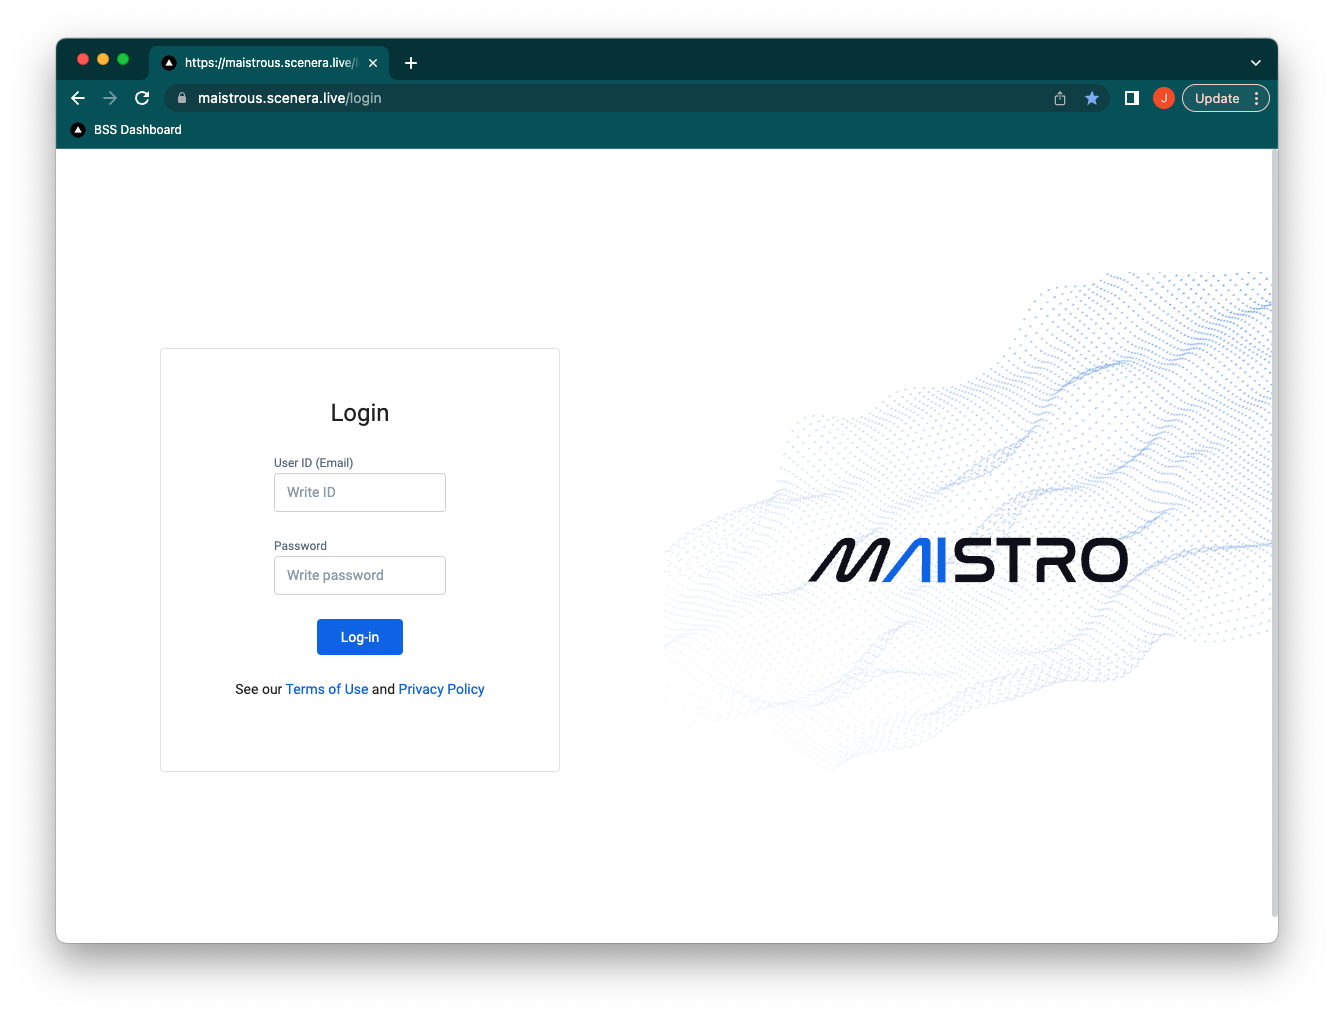 https://maistrous.scenera.live/l
maistrous.scenera.live/login
J
Update
BSS Dashboard
Login
User ID (Email)
Write ID
Password
Write password
Log-in
See our Terms of Use and Privacy Policy
MAISTRO